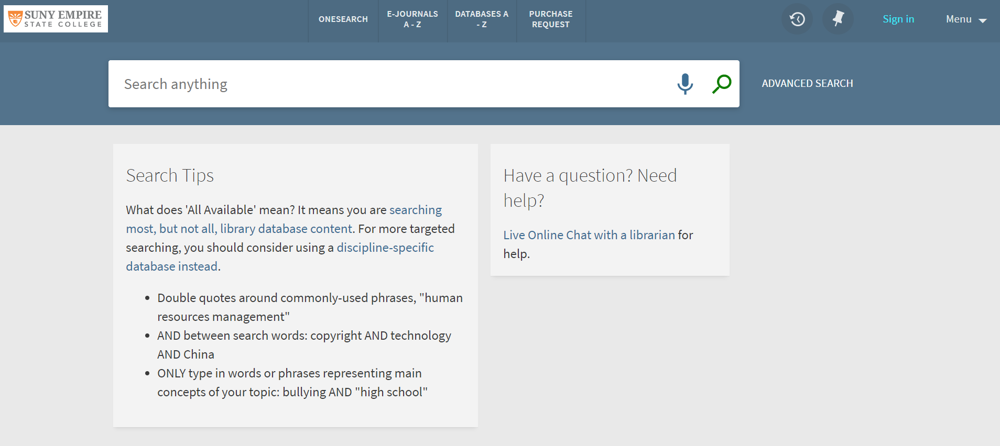 SUNY EMPIRE
STATE COLLEGE
ONESEARCH
E-JOURNALS
A - Z
DATABASES A
- Z
PURCHASE
REQUEST
Sign in
Menu
Search anything
ADVANCED SEARCH
Search Tips
What does 'All Available' mean? It means you are searching
most, but not all, library database content. For more targeted
searching, you should consider using a discipline-specific
database instead.
• Double quotes around commonly-used phrases, "human
resources management"
• AND between search words: copyright AND technology
AND China
• ONLY type in words or phrases representing main
concepts of your topic: bullying AND "high school"
Have a question? Need
help?
Live Online Chat with a librarian for
help.